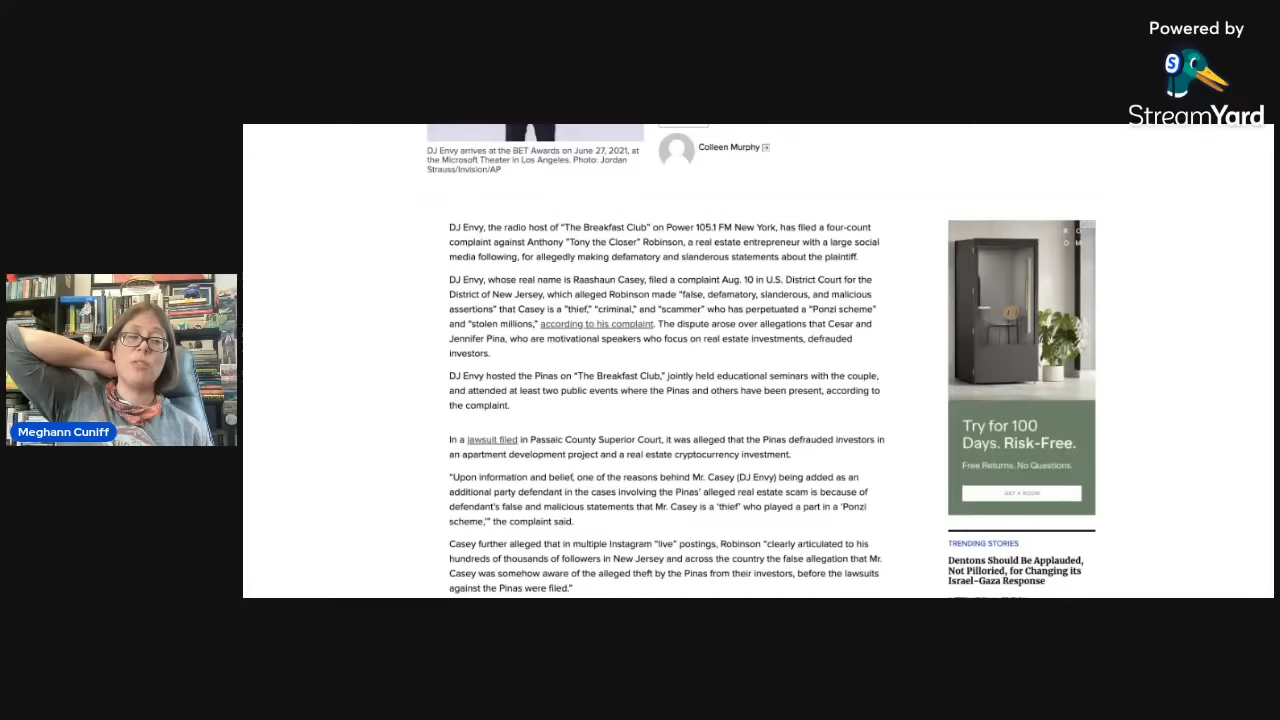 Powered by
StreamYard
DJ Envy arrives at the BET Awards on June 27, 2021, at
the Microsoft Theater in Los Angeles. Photo: Jordan
Strauss/Invision/AP
Colleen Murphy
DJ Envy, the radio host of "The Breakfast Club" on Power 105.1 FM New York, has filed a four-count
complaint against Anthony "Tony the Closer" Robinson, a real estate entrepreneur with a large social
media following, for allegedly making defamatory and slanderous statements about the plaintiff.
DJ Envy, whose real name is Raashaun Casey, filed a complaint Aug. 10 in U.S. District Court for the
District of New Jersey, which alleged Robinson made "false, defamatory, slanderous, and malicious
assertions" that Casey is a "thief," "criminal," and "scammer" who has perpetuated a "Ponzi scheme"
and "stolen millions," according to his complaint. The dispute arose over allegations that Cesar and
Jennifer Pina, who are motivational speakers who focus on real estate investments, defrauded
investors.
DJ Envy hosted the Pinas on "The Breakfast Club," jointly held educational seminars with the couple,
and attended at least two public events where the Pinas and others have been present, according to
the complaint.
In a lawsuit filed in Passaic County Superior Court, it was alleged that the Pinas defrauded investors in
an apartment development project and a real estate cryptocurrency investment.
"Upon information and belief, one of the reasons behind Mr. Casey (DJ Envy) being added as an
additional party defendant in the cases involving the Pinas' alleged real estate scam is because of
defendant's false and malicious statements that Mr. Casey is a 'thief' who played a part in a 'Ponzi
scheme,'" the complaint said.
Casey further alleged that in multiple Instagram "live" postings, Robinson "clearly articulated to his
hundreds of thousands of followers in New Jersey and across the country the false allegation that Mr.
Casey was somehow aware of the alleged theft by the Pinas from their investors, before the lawsuits
against the Pinas were filed."
R O
O M
Try for 100
Days. Risk-Free.
Free Returns. No Questions.
GET A ROOM
TRENDING STORIES
Dentons Should Be Applauded,
Not Pilloried, for Changing its
Israel-Gaza Response
Meghann Cuniff